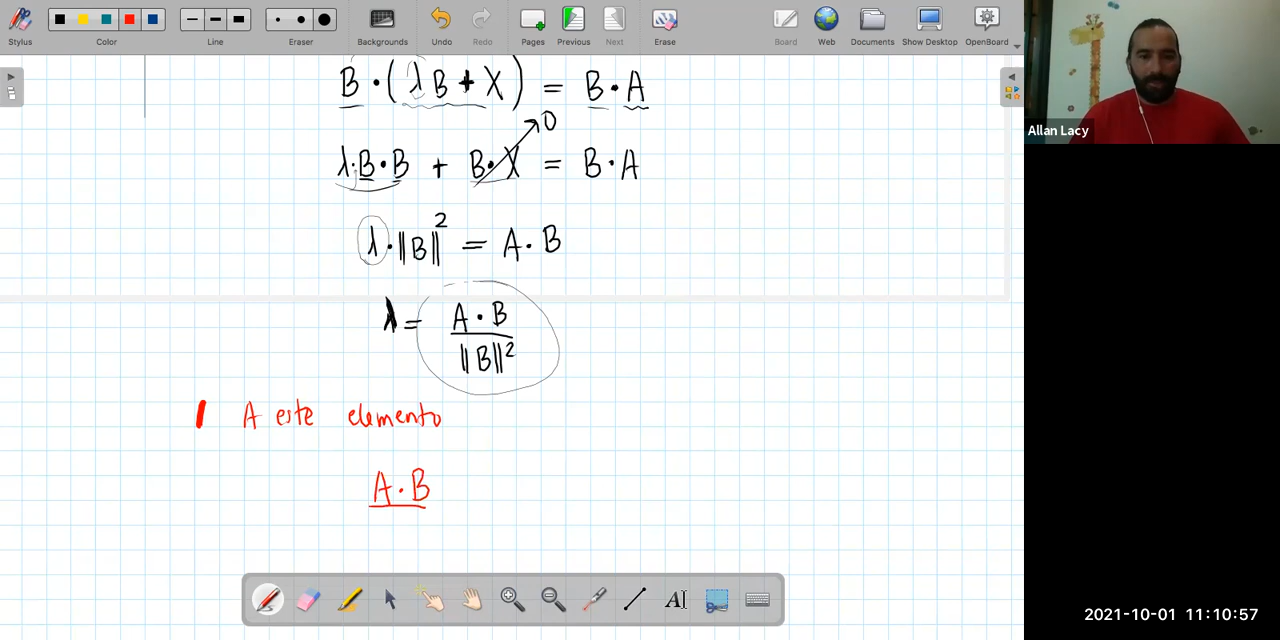 Stylus
Color
Line
Eraser
Backgrounds
Undo
Redo
Pages
Previous
Next
Erase
Board
Web
Documents
Show Desktop
OpenBoard
B · (λB + X) = B · A
λ · B · B + B · X = B · A
0
λ · ||B||² = A · B
λ = A · B
||B||²
A este elemento
A · B
Allan Lacy
2021-10-01 11:10:57